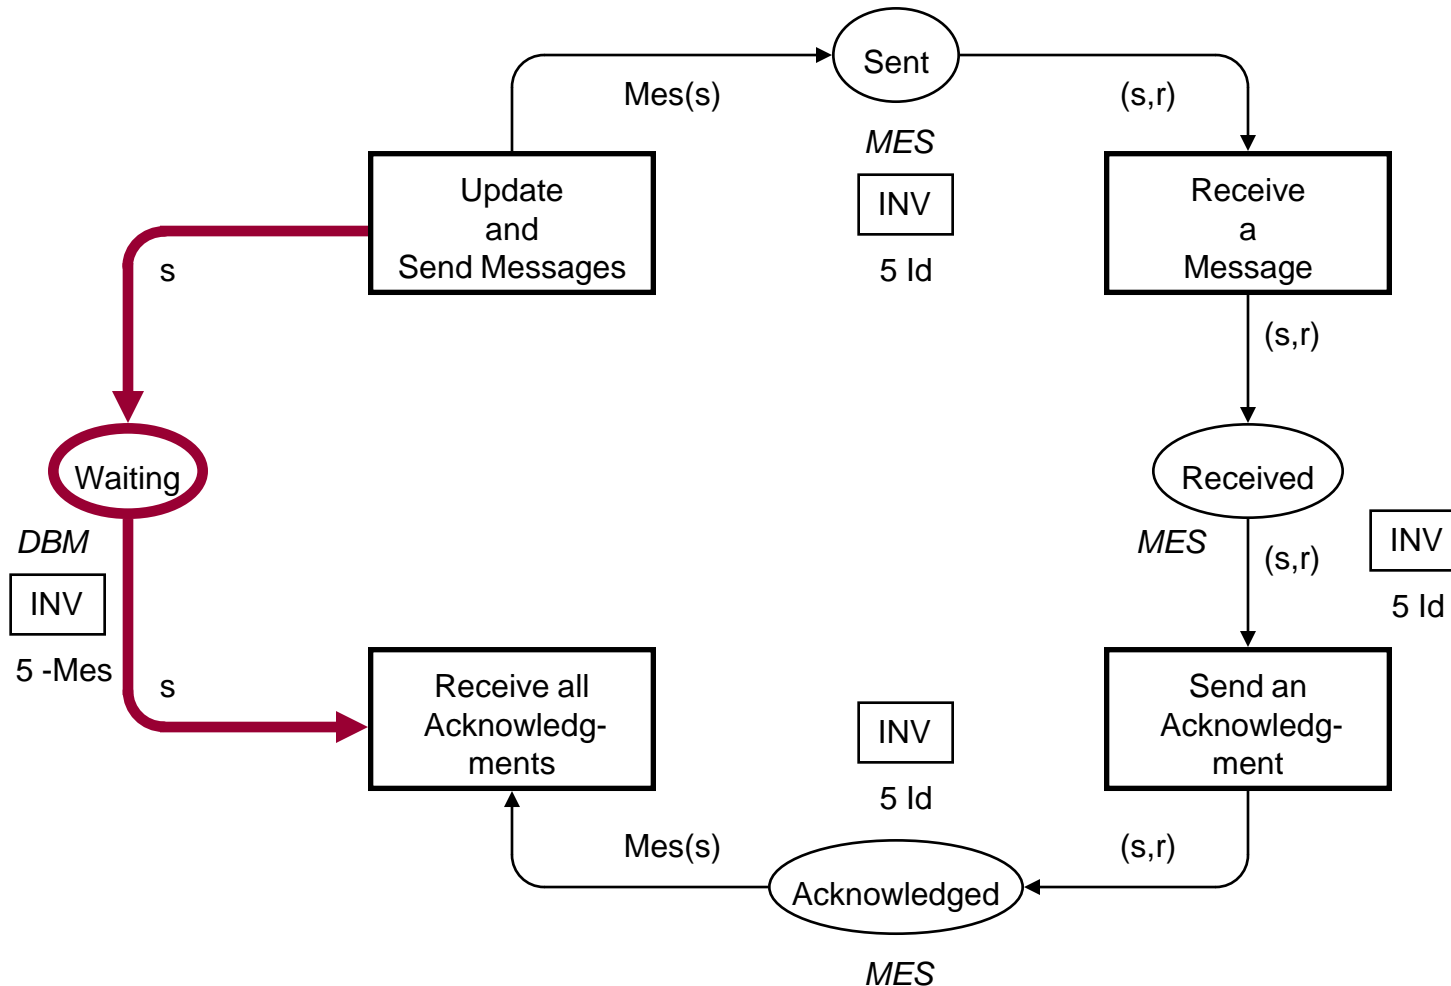 Sent
Mes(s)
(s,r)
MES
INV
5 Id
Update
and
Send Messages
Receive
a
Message
s
(s,r)
Waiting
DBM
INV
5 -Mes
s
Received
MES
(s,r)
INV
5 Id
Receive all
Acknowledg-
ments
INV
5 Id
Send an
Acknowledg-
ment
Mes(s)
(s,r)
Acknowledged
MES